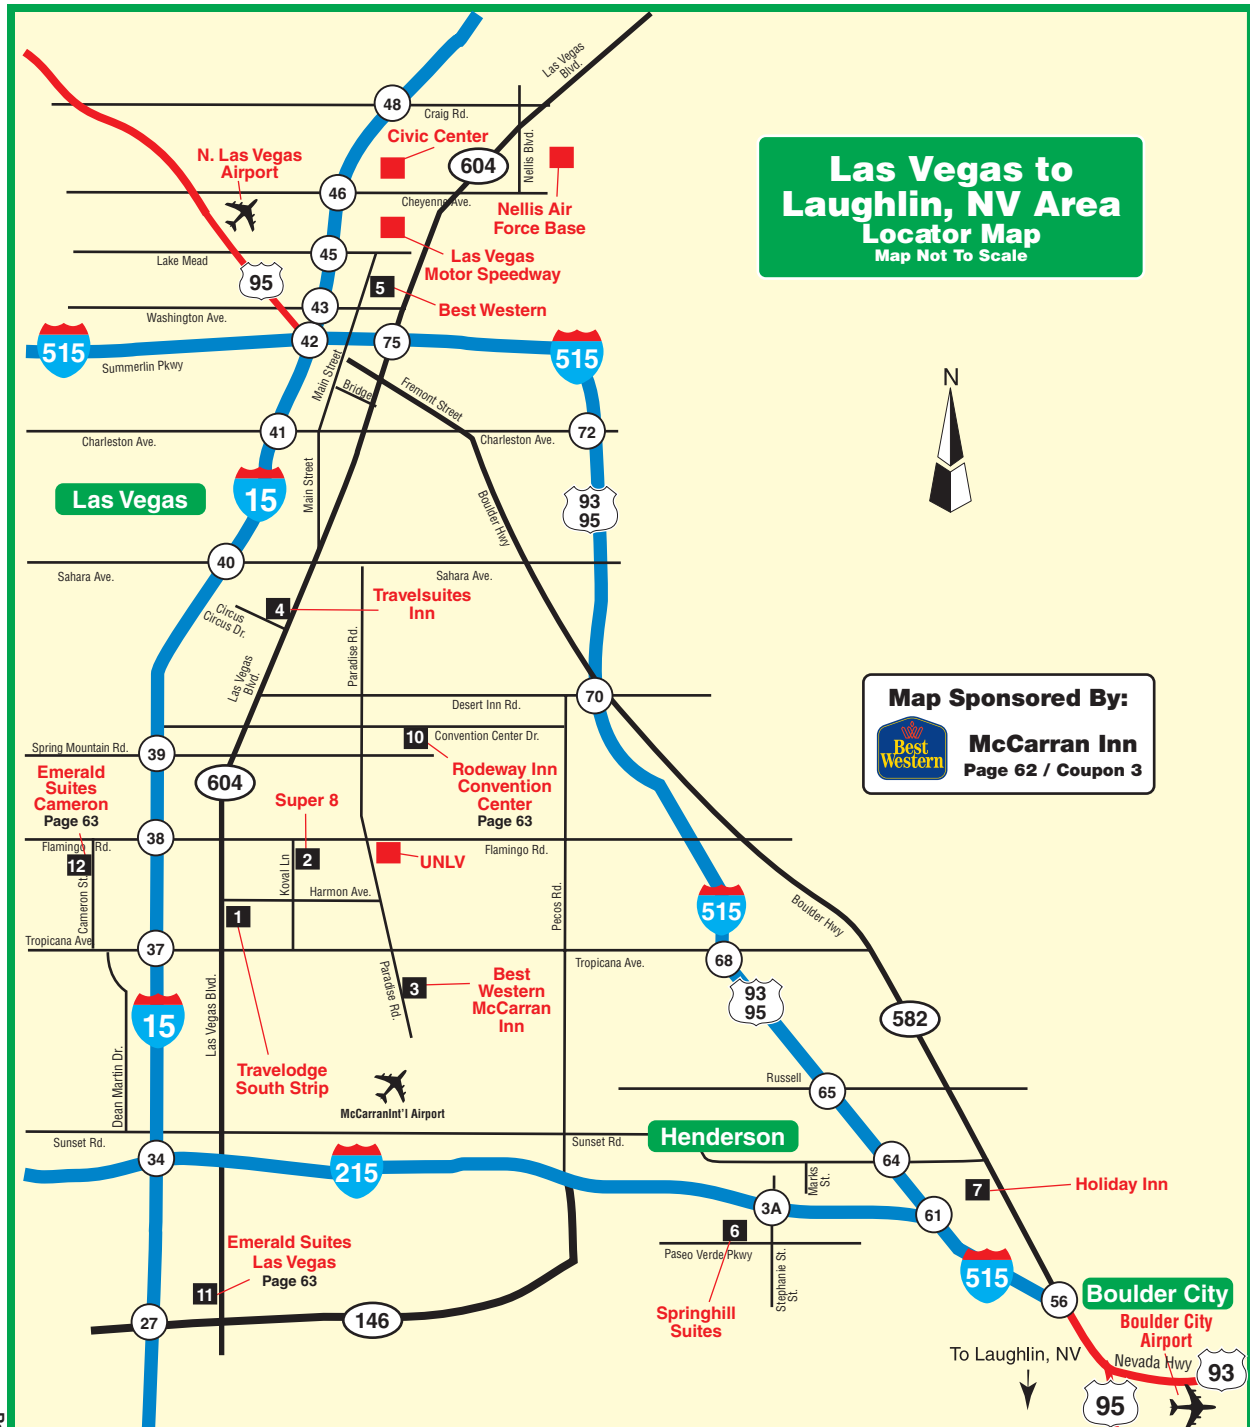 Las Vegas to
Laughlin, NV Area
Locator Map
Map Not To Scale
Las Vegas
Blvd.
48
Craig Rd.
Civic Center
604
Nellis Blvd.
N. Las Vegas
Airport
46
Cheyenne Ave.
Nellis Air
Force Base
45
Lake Mead
Las Vegas
Motor Speedway
95
5
Best Western
43
Washington Ave.
42
75
515
515
Summerlin Pkwy
Main Street
Bridge
Fremont Street
N
41
72
Charleston Ave.
Charleston Ave.
Las Vegas
15
Main Street
Boulder Hwy
93
95
40
Sahara Ave.
Sahara Ave.
4
Travelsuites
Inn
Circus
Circus Dr.
Paradise Rd.
Las Vegas
Blvd.
70
Desert Inn Rd.
Map Sponsored By:
Best
Western
McCarran Inn
Page 62 / Coupon 3
10
Convention Center Dr.
Spring Mountain Rd.
39
Emerald
Suites
Cameron
Page 63
604
Rodeway Inn
Convention
Center
Page 63
Super 8
38
Flamingo Rd.
Flamingo Rd.
12
Cameron St.
Koval Ln
2
UNLV
Harmon Ave.
Pecos Rd.
515
Boulder Hwy
1
Tropicana Ave
37
Tropicana Ave.
68
Paradise Rd.
3
Best
Western
McCarran
Inn
93
95
582
15
Las Vegas Blvd.
Dean Martin Dr.
Travelodge
South Strip
McCarranInt'l Airport
Russell
65
Sunset Rd.
Sunset Rd.
Henderson
34
215
64
Marks
St.
7
Holiday Inn
3A
61
6
Paseo Verde Pkwy
Stephanie St.
St.
Emerald Suites
Las Vegas
Page 63
11
515
27
146
Springhill
Suites
56
Boulder City
Boulder City
Airport
To Laughlin, NV
Nevada Hwy
93
95